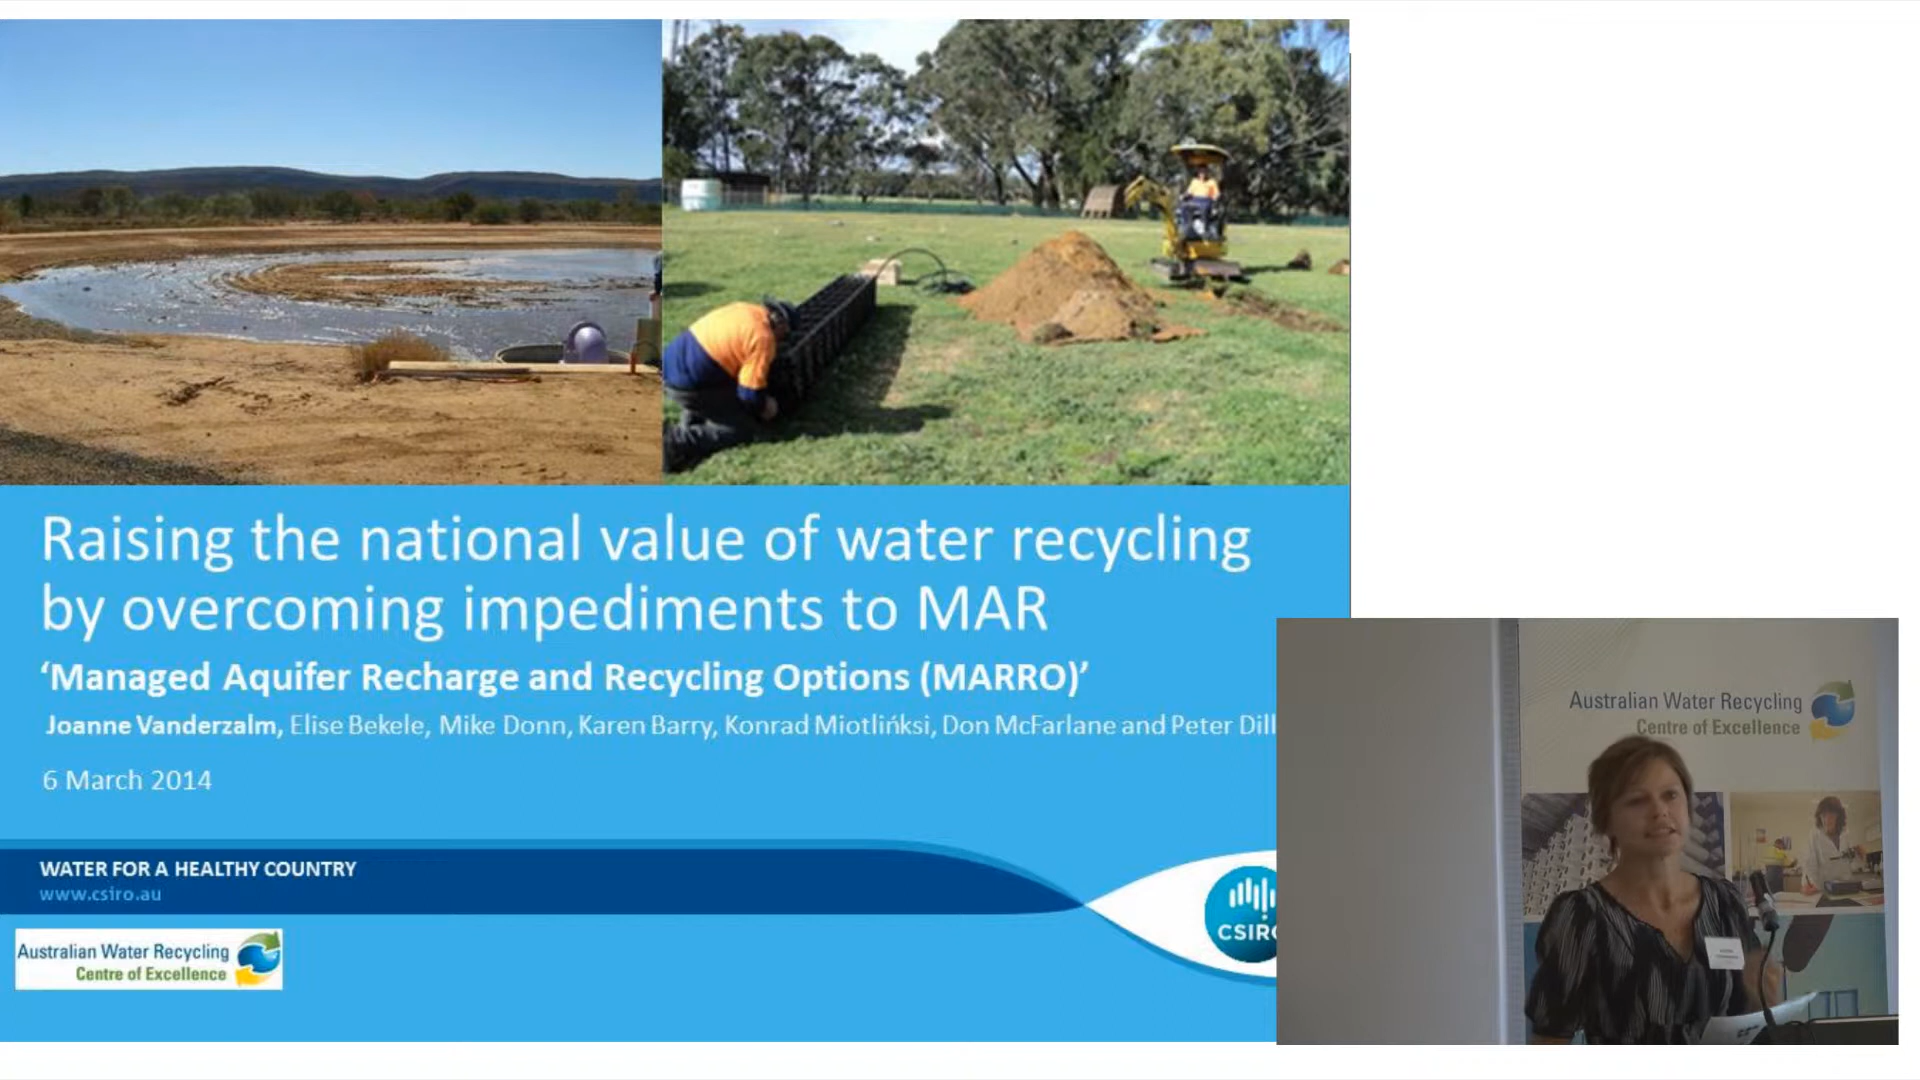 Raising the national value of water recycling
by overcoming impediments to MAR
‘Managed Aquifer Recharge and Recycling Options (MARRO)’
Joanne Vanderzalm, Elise Bekele, Mike Donn, Karen Barry, Konrad Miotlińksi, Don McFarlane and Peter Dill
6 March 2014
WATER FOR A HEALTHY COUNTRY
www.csiro.au
CSIRO
Australian Water Recycling
Centre of Excellence
Australian Water Recycling
Centre of Excellence